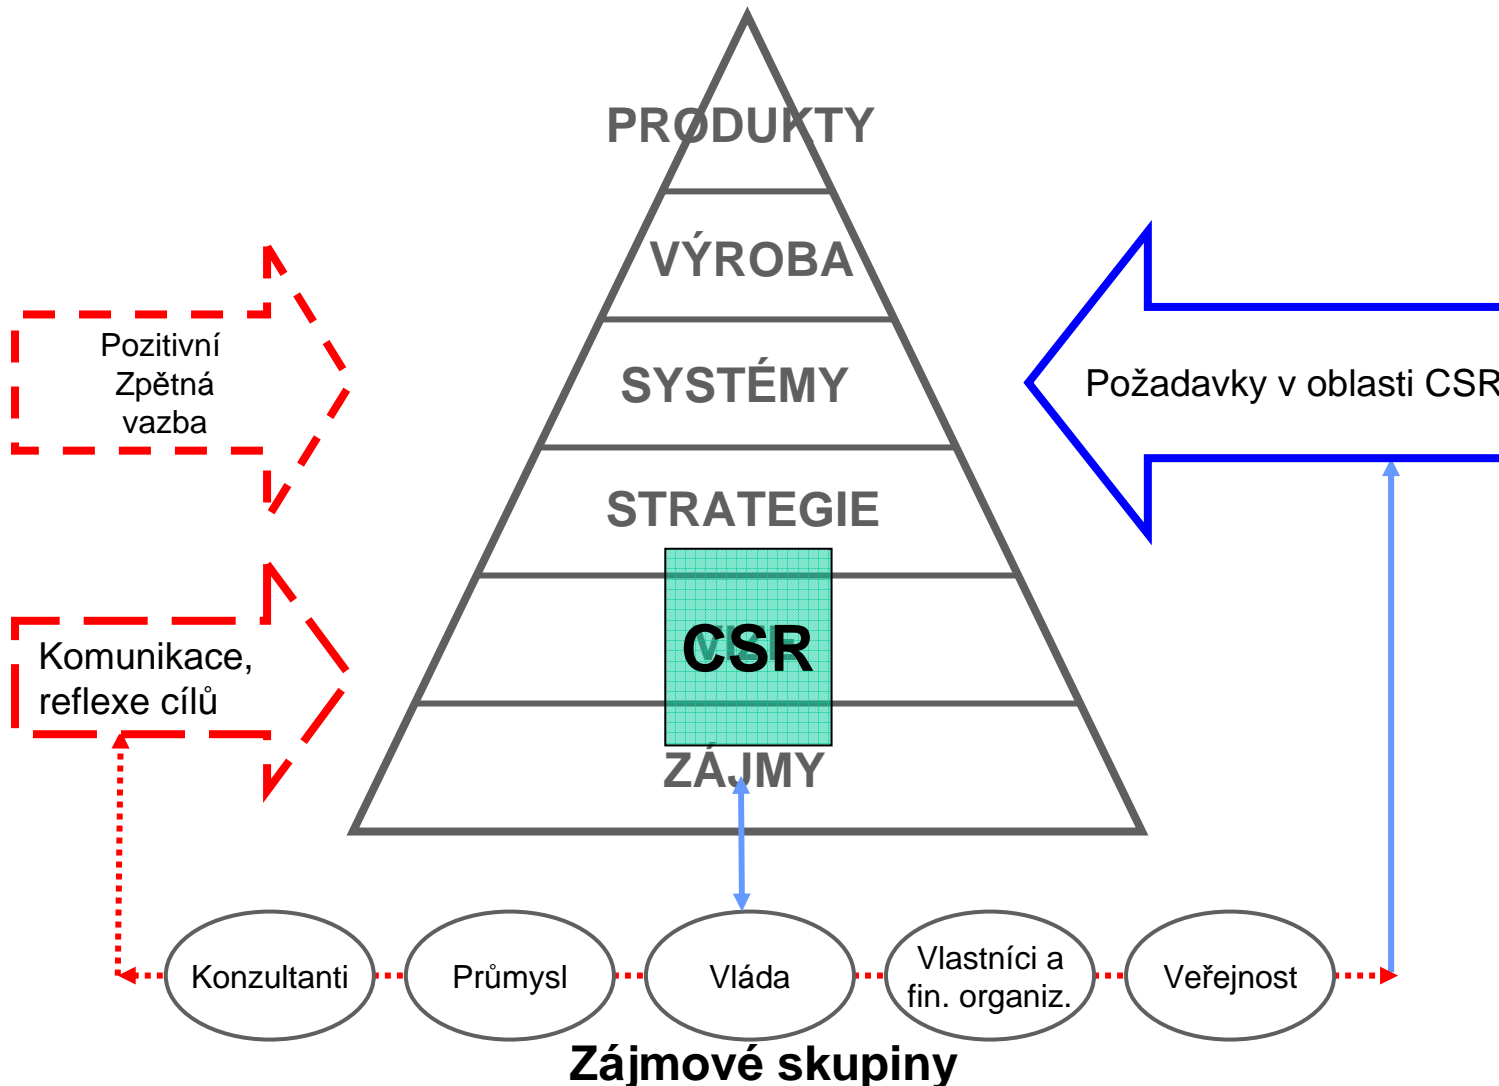 PRODUKTY
VÝROBA
SYSTÉMY
STRATEGIE
CSR
ZÁJMY
Pozitivní
Zpětná
vazba
Komunikace,
reflexe cílů
Požadavky v oblasti CSR
Konzultanti
Průmysl
Vláda
Vlastníci a
fin. organiz.
Veřejnost
Zájmové skupiny